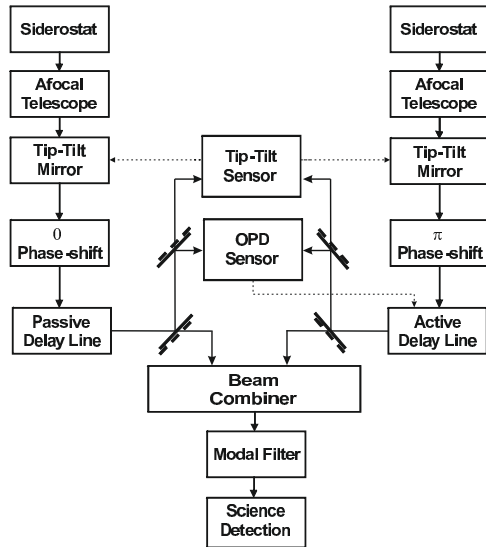 Siderostat
Siderostat
Afocal
Telescope
Afocal
Telescope
Tip-Tilt
Mirror
Tip-Tilt
Sensor
Tip-Tilt
Mirror
0
Phase-shift
OPD
Sensor
π
Phase-shift
Passive
Delay Line
Active
Delay Line
Beam
Combiner
Modal Filter
Science
Detection